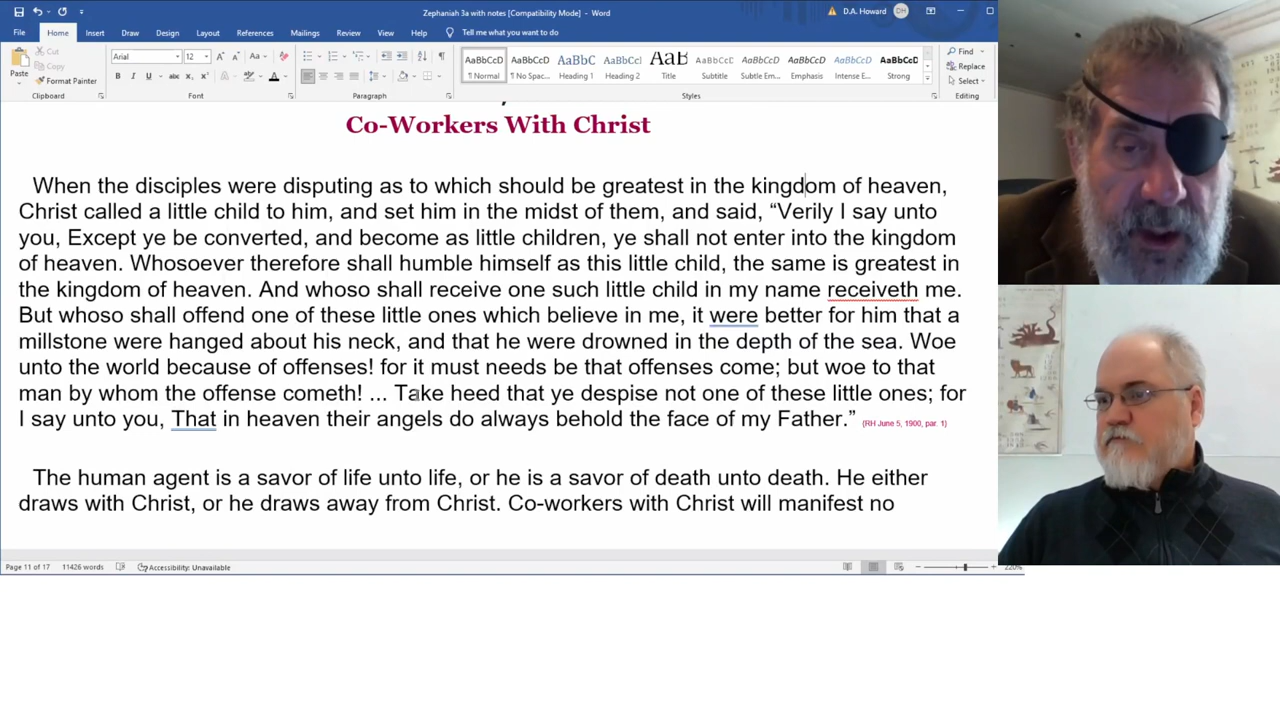 Zephaniah 3a with notes [Compatibility Mode] - Word
D.A. Howard
DH
File Home Insert Draw Design Layout References Mailings Review View Help Tell me what you want to do
Paste
Cut
Copy
Format Painter
Clipboard
Arial 12
Font
Paragraph
AaBbCcD AaBbCcD AaBbC AaBbCc AaB AaBbCcD AaBbCcD AaBbCcD AaBbCcD AaBbCcD
¶ Normal ¶ No Spac... Heading 1 Heading 2 Title Subtitle Subtle Em... Emphasis Intense E... Strong
Styles
Find
Replace
Select
Editing
Co-Workers With Christ
When the disciples were disputing as to which should be greatest in the kingdom of heaven,
Christ called a little child to him, and set him in the midst of them, and said, “Verily I say unto
you, Except ye be converted, and become as little children, ye shall not enter into the kingdom
of heaven. Whosoever therefore shall humble himself as this little child, the same is greatest in
the kingdom of heaven. And whoso shall receive one such little child in my name receiveth me.
But whoso shall offend one of these little ones which believe in me, it were better for him that a
millstone were hanged about his neck, and that he were drowned in the depth of the sea. Woe
unto the world because of offenses! for it must needs be that offenses come; but woe to that
man by whom the offense cometh! ... Take heed that ye despise not one of these little ones; for
I say unto you, That in heaven their angels do always behold the face of my Father.” {RH June 5, 1900, par. 1}
The human agent is a savor of life unto life, or he is a savor of death unto death. He either
draws with Christ, or he draws away from Christ. Co-workers with Christ will manifest no
Page 11 of 17 11426 words Accessibility: Unavailable 220%